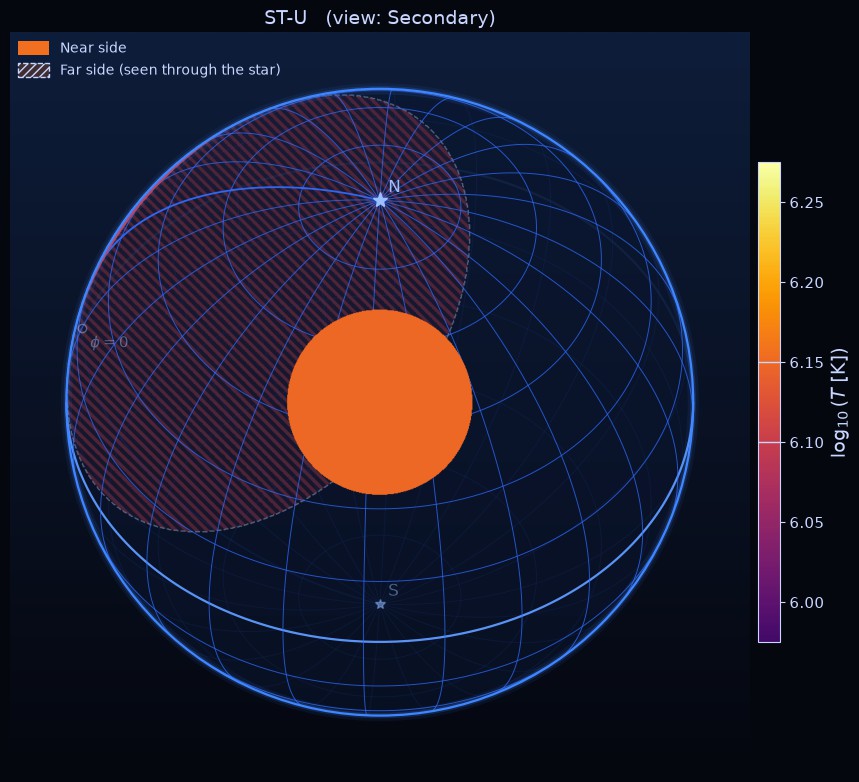 ST-U (view: Secondary)
Near side
Far side (seen through the star)
N
ϕ = 0
S
6.25
6.20
6.15
6.10
6.05
6.00
log₁₀(T [K])